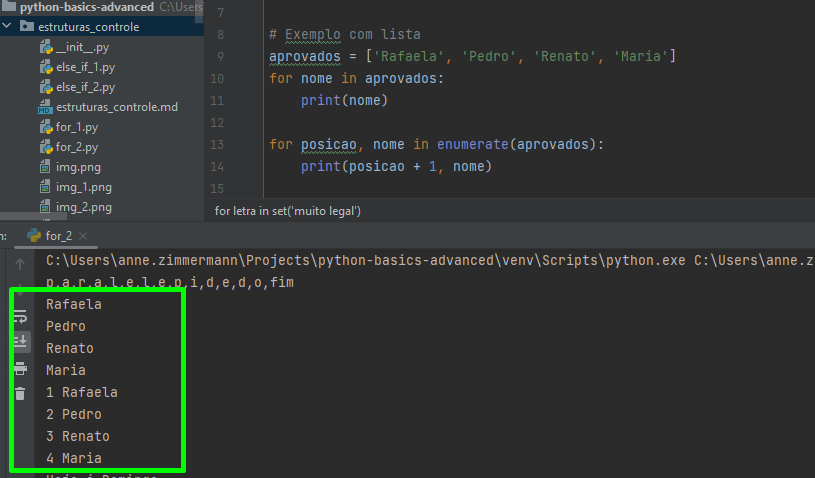 python-basics-advanced C:\Users
estruturas_controle
__init__.py
else_if_1.py
else_if_2.py
estruturas_controle.md
for_1.py
for_2.py
img.png
img_1.png
img_2.png
7
8 # Exemplo com lista
9 aprovados = ['Rafaela', 'Pedro', 'Renato', 'Maria']
10 for nome in aprovados:
11 print(nome)
12
13 for posicao, nome in enumerate(aprovados):
14 print(posicao + 1, nome)
15
for letra in set('muito legal')
n: for_2
C:\Users\anne.zimmermann\Projects\python-basics-advanced\venv\Scripts\python.exe C:\Users\anne.z
p,a,r,a,l,e,l,e,p,i,d,e,d,o,fim
Rafaela
Pedro
Renato
Maria
1 Rafaela
2 Pedro
3 Renato
4 Maria